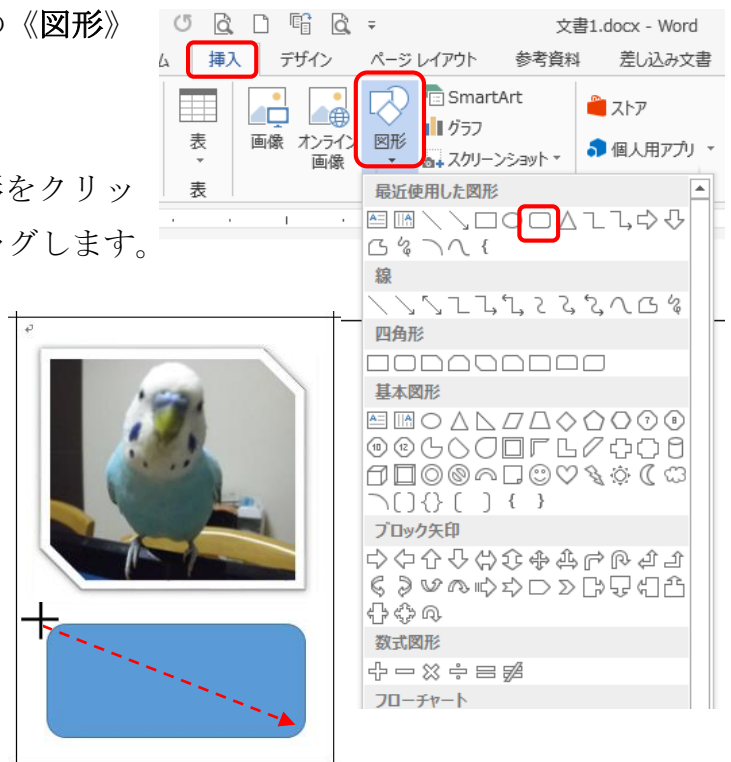 の《図形》
文書1.docx - Word
挿入 デザイン ページ レイアウト 参考資料 差し込み文書
表
画像
オンライン
画像
図形
SmartArt
グラフ
スクリーンショット
ストア
個人用アプリ
表
形をクリッ
ラグします。
最近使用した図形
線
四角形
基本図形
7 8
10 12
ブロック矢印
数式図形
フローチャート